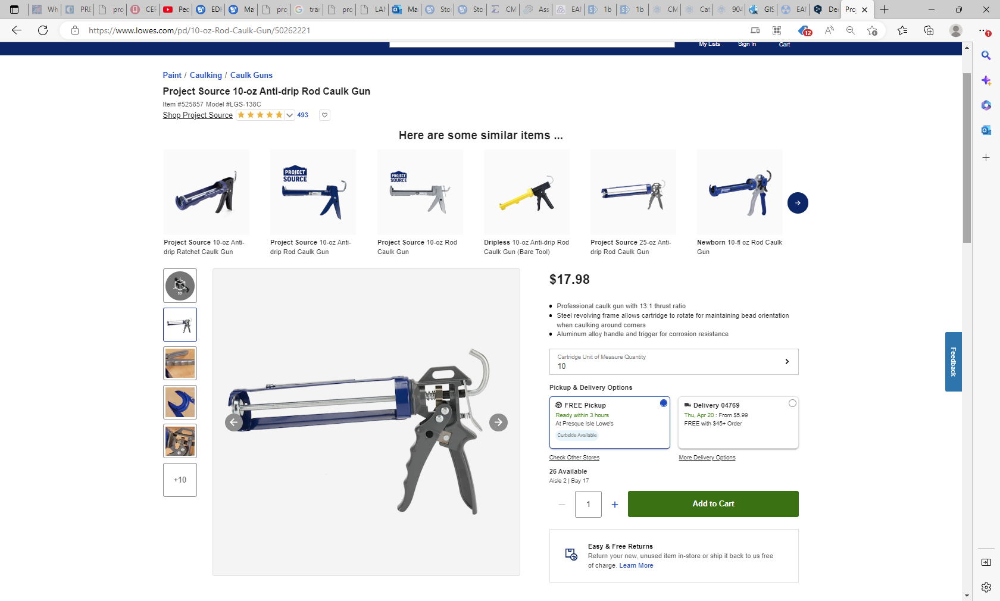 Wh
PRE
pro
CEF
Pec
EDI
Ma
pro
trar
pro
LAN
Ma
Sto
Sto
CM
Ass
EAI
1b
1b
CM
Cat
904
GIS
EAI
De
Pro
https://www.lowes.com/pd/10-oz-Rod-Caulk-Gun/50262221
12
My Lists
Sign In
Cart
Paint / Caulking / Caulk Guns
Project Source 10-oz Anti-drip Rod Caulk Gun
Item #525857 Model #LGS-138C
Shop Project Source
493
Here are some similar items ...
PROJECT
SOURCE
PROJECT
SOURCE
Project Source 10-oz Anti-
drip Ratchet Caulk Gun
Project Source 10-oz Anti-
drip Rod Caulk Gun
Project Source 10-oz Rod
Caulk Gun
Dripless 10-oz Anti-drip Rod
Caulk Gun (Bare Tool)
Project Source 25-oz Anti-
drip Rod Caulk Gun
Newborn 10-fl oz Rod Caulk
Gun
3D
+10
$17.98
Professional caulk gun with 13:1 thrust ratio
Steel revolving frame allows cartridge to rotate for maintaining bead orientation
when caulking around corners
Aluminum alloy handle and trigger for corrosion resistance
Cartridge Unit of Measure Quantity
10
Pickup & Delivery Options
FREE Pickup
Ready within 3 hours
At Presque Isle Lowe's
Curbside Available
Delivery 04769
Thu, Apr 20 : From $5.99
FREE with $45+ Order
Check Other Stores
More Delivery Options
26 Available
Aisle 2 | Bay 17
1
Add to Cart
Easy & Free Returns
Return your new, unused item in-store or ship it back to us free
of charge. Learn More
Feedback